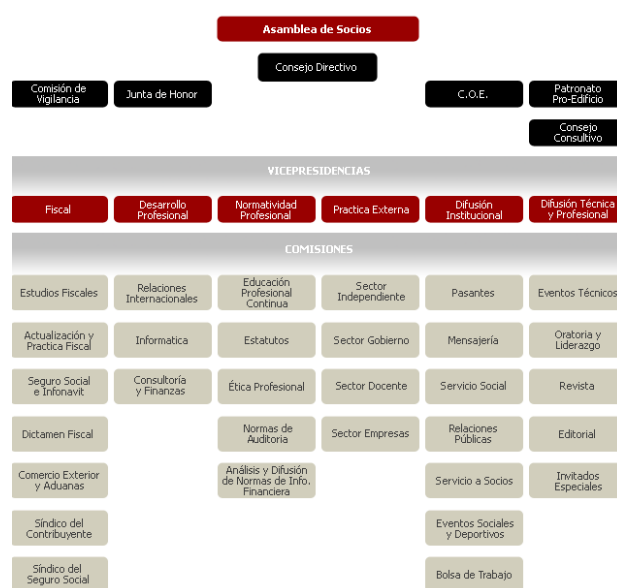 Asamblea de Socios
Consejo Directivo
Comisión de
Vigilancia
Junta de Honor
C.O.E.
Patronato
Pro-Edificio
Consejo
Consultivo
VICEPRESIDENCIAS
Fiscal
Desarrollo
Profesional
Normatividad
Profesional
Practica Externa
Difusión
Institucional
Difusión Técnica
y Profesional
COMISIONES
Estudios Fiscales
Relaciones
Internacionales
Educación
Profesional
Continua
Sector
Independiente
Pasantes
Eventos Técnicos
Actualización y
Practica Fiscal
Informatica
Estatutos
Sector Gobierno
Mensajería
Oratoria y
Liderazgo
Seguro Social
e Infonavit
Consultoría
y Finanzas
Ética Profesional
Sector Docente
Servicio Social
Revista
Dictamen Fiscal
Normas de
Auditoria
Sector Empresas
Relaciones
Públicas
Editorial
Comercio Exterior
y Aduanas
Análisis y Difusión
de Normas de Info.
Financiera
Servicio a Socios
Invitados
Especiales
Síndico del
Contribuyente
Eventos Sociales
y Deportivos
Síndico del
Seguro Social
Bolsa de Trabajo